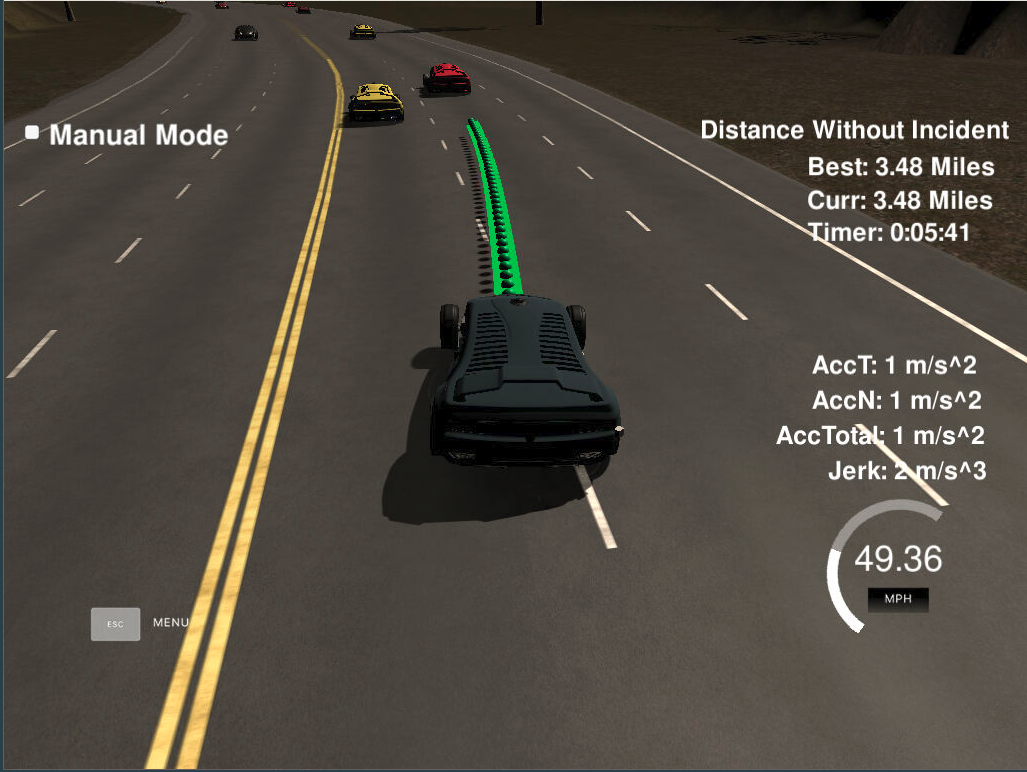 Manual Mode
Distance Without Incident
Best: 3.48 Miles
Curr: 3.48 Miles
Timer: 0:05:41
AccT: 1 m/s^2
AccN: 1 m/s^2
AccTotal: 1 m/s^2
Jerk: 2 m/s^3
49.36
MPH
ESC MENU